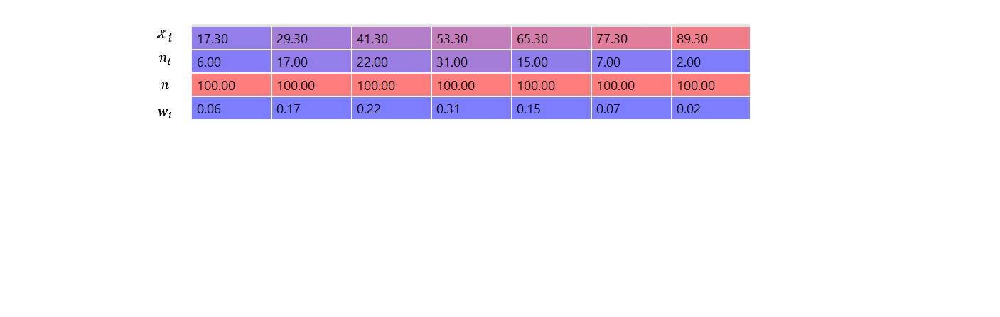 x_i 17.30 29.30 41.30 53.30 65.30 77.30 89.30
n_i 6.00 17.00 22.00 31.00 15.00 7.00 2.00
n 100.00 100.00 100.00 100.00 100.00 100.00 100.00
w_i 0.06 0.17 0.22 0.31 0.15 0.07 0.02